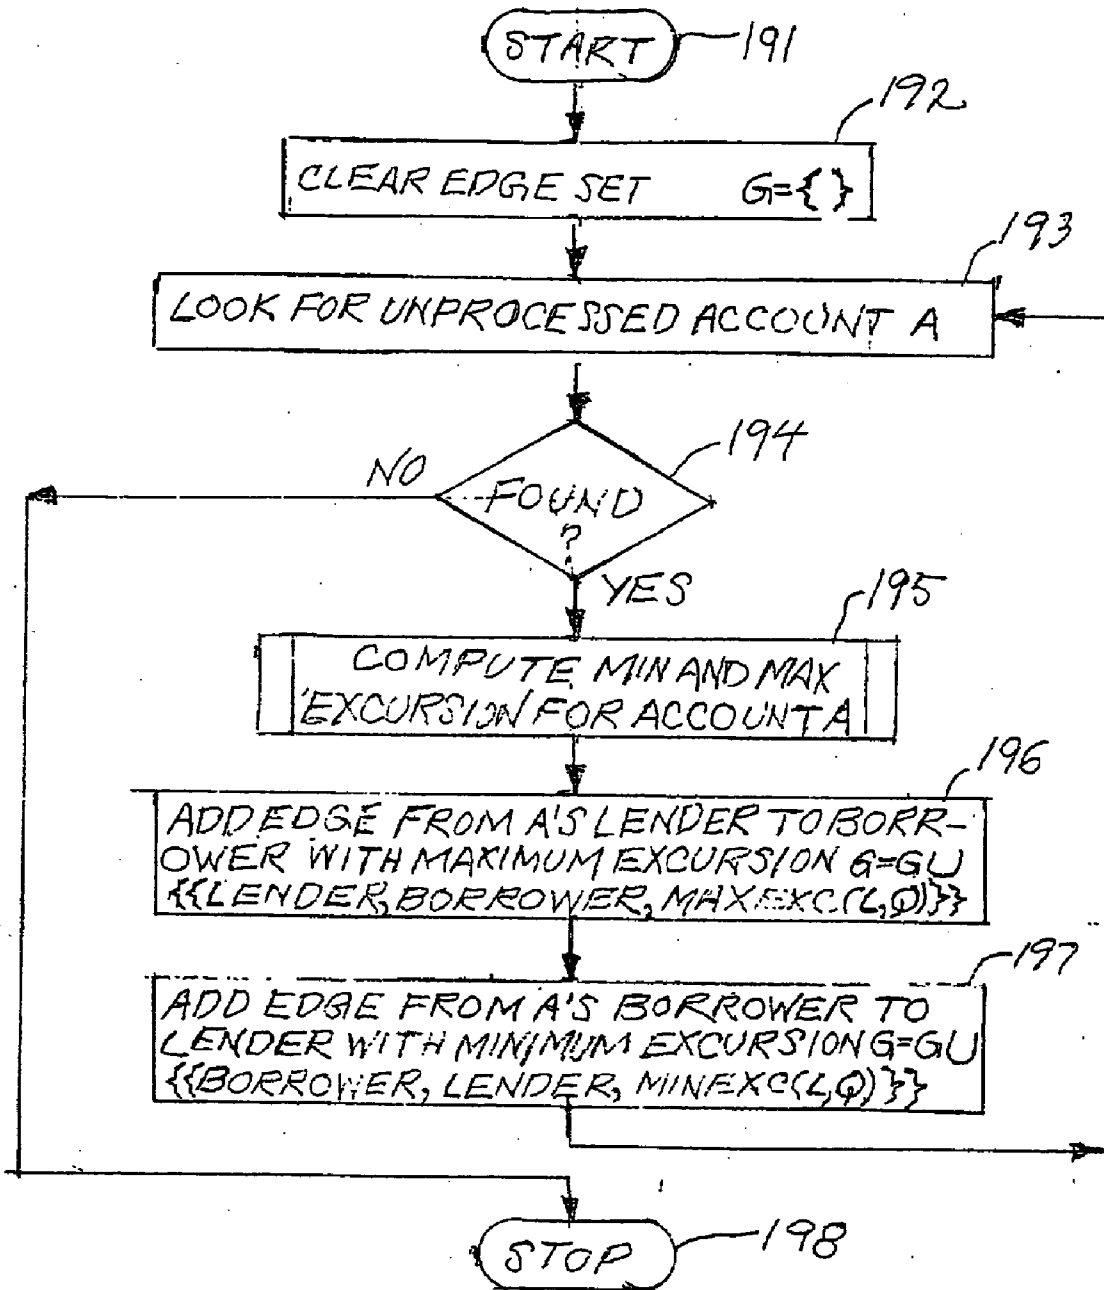 START
191
192
CLEAR EDGE SET G={ }
193
LOOK FOR UNPROCESSED ACCOUNT A
194
NO
FOUND
?
YES
195
COMPUTE MIN AND MAX
EXCURSION FOR ACCOUNT A
196
ADD EDGE FROM A'S LENDER TO BORR-
OWER WITH MAXIMUM EXCURSION G=GU
{{LENDER, BORROWER, MAXEXC(L,Q)}}
197
ADD EDGE FROM A'S BORROWER TO
LENDER WITH MINIMUM EXCURSION G=GU
{{BORROWER, LENDER, MINEXC(L,Q)}}
STOP
198